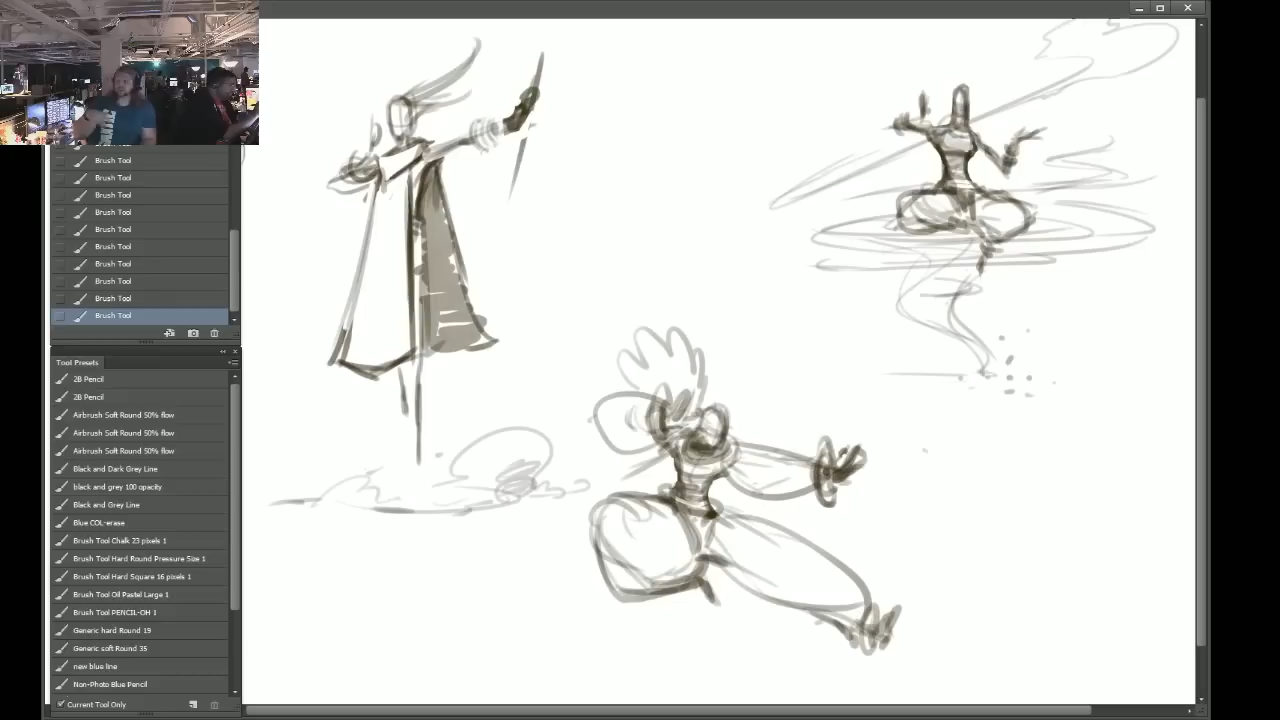 Brush Tool
Brush Tool
Brush Tool
Brush Tool
Brush Tool
Brush Tool
Brush Tool
Brush Tool
Brush Tool
Brush Tool
Tool Presets
2B Pencil
2B Pencil
Airbrush Soft Round 50% flow
Airbrush Soft Round 50% flow
Airbrush Soft Round 50% flow
Black and Dark Grey Line
black and grey 100 opacity
Black and Grey Line
Blue COL-erase
Brush Tool Chalk 23 pixels 1
Brush Tool Hard Round Pressure Size 1
Brush Tool Hard Square 16 pixels 1
Brush Tool Oil Pastel Large 1
Brush Tool PENCIL-OH 1
Generic hard Round 19
Generic soft Round 35
new blue line
Non-Photo Blue Pencil
Current Tool Only